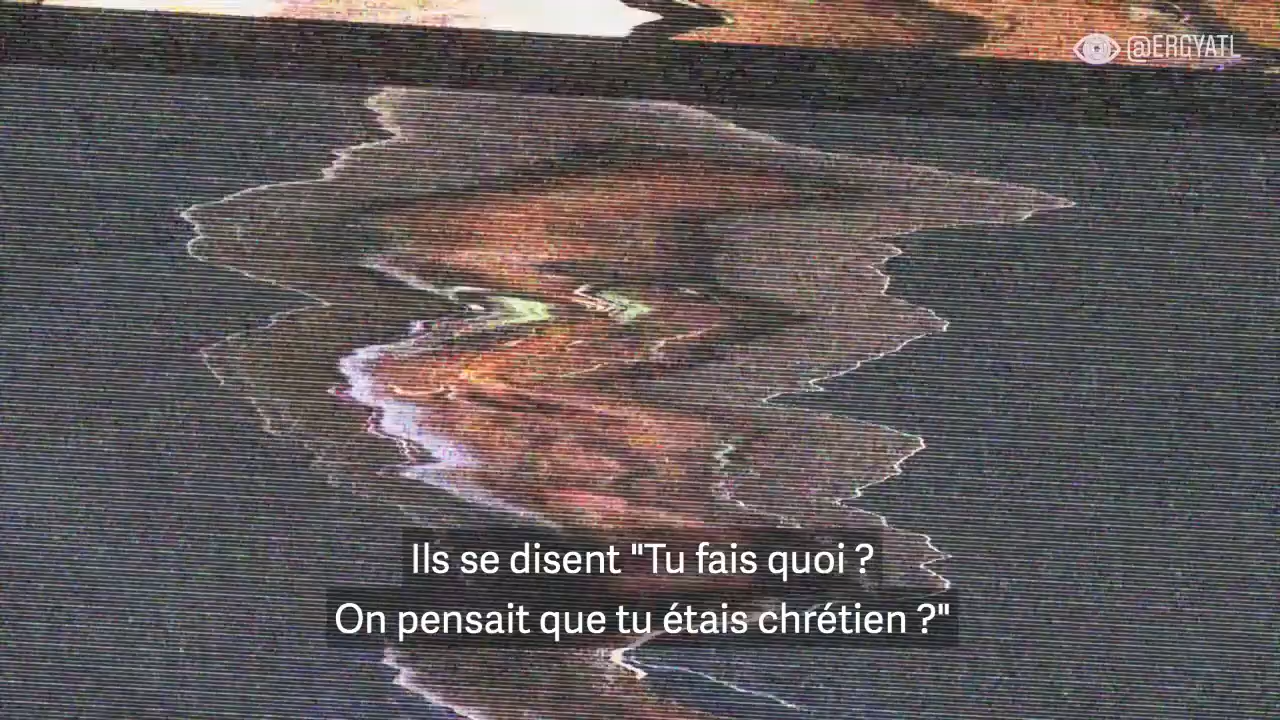 @ERGYATL
Ils se disent "Tu fais quoi ?
On pensait que tu étais chrétien ?"